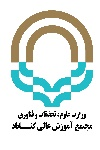 وزارت علوم، تحقیقات و فناوری
مجتمع آموزش عالی گناباد